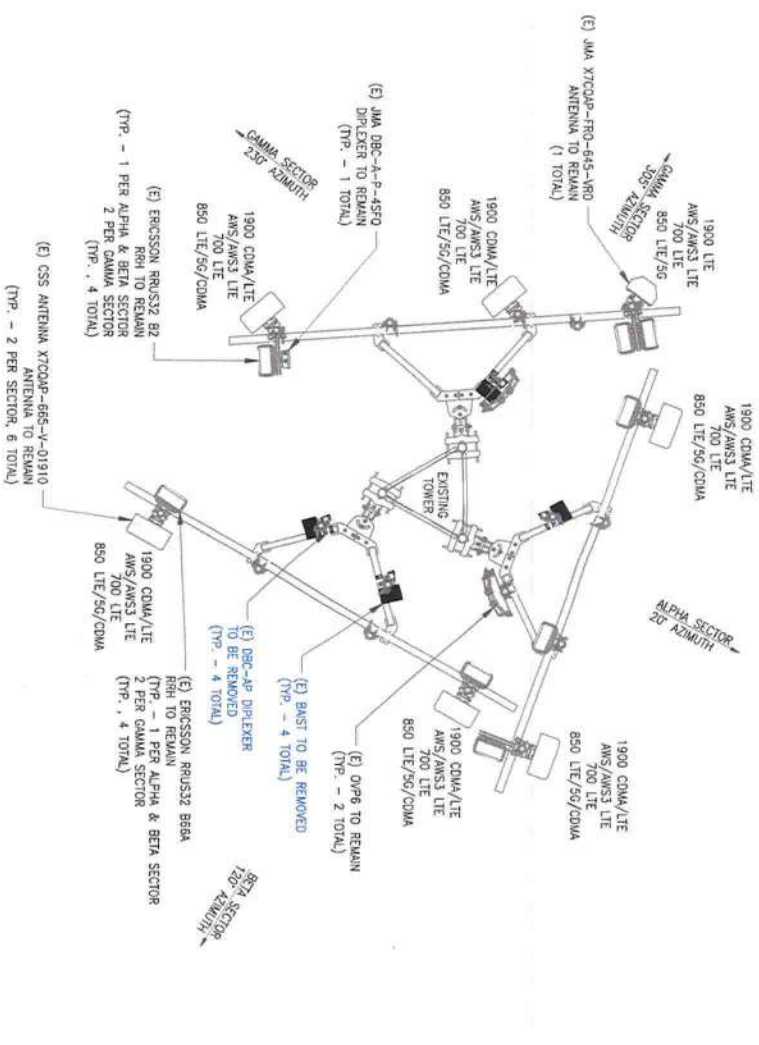 1900 LTE
AWS/AWS3 LTE
700 LTE
850 LTE/5G
GAMMA SECTOR
305° AZIMUTH
(E) JMA X7CQAP-FRO-645-VR0
ANTENNA TO REMAIN
(1 TOTAL)
1900 CDMA/LTE
AWS/AWS3 LTE
700 LTE
850 LTE/5G/CDMA
(E) JMA DBC-A-P-4SFQ
DIPLEXER TO REMAIN
(TYP. - 1 TOTAL)
GAMMA SECTOR
230° AZIMUTH
1900 CDMA/LTE
AWS/AWS3 LTE
700 LTE
850 LTE/5G/CDMA
(E) ERICSSON RRUS32 B2
RRH TO REMAIN
(TYP. - 1 PER ALPHA & BETA SECTOR
2 PER GAMMA SECTOR
(TYP. , 4 TOTAL)
(E) CSS ANTENNA X7CQAP-665-V-01910
ANTENNA TO REMAIN
(TYP. - 2 PER SECTOR, 6 TOTAL)
1900 CDMA/LTE
AWS/AWS3 LTE
700 LTE
850 LTE/5G/CDMA
EXISTING
TOWER
ALPHA SECTOR
20° AZIMUTH
1900 CDMA/LTE
AWS/AWS3 LTE
700 LTE
850 LTE/5G/CDMA
1900 CDMA/LTE
AWS/AWS3 LTE
700 LTE
850 LTE/5G/CDMA
(E) OVP6 TO REMAIN
(TYP. - 2 TOTAL)
(E) BAIST TO BE REMOVED
(TYP. - 4 TOTAL)
(E) DBC-AP DIPLEXER
TO BE REMOVED
(TYP. - 4 TOTAL)
1900 CDMA/LTE
AWS/AWS3 LTE
700 LTE
850 LTE/5G/CDMA
(E) ERICSSON RRUS32 B66A
RRH TO REMAIN
(TYP. - 1 PER ALPHA & BETA SECTOR
2 PER GAMMA SECTOR
(TYP. , 4 TOTAL)
BETA SECTOR
120° AZIMUTH